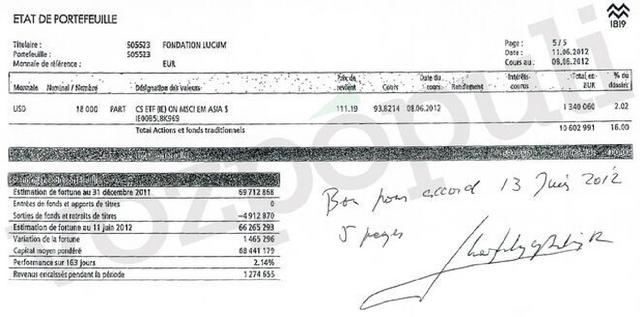 ETAT DE PORTEFEUILLE
1819
Titulaire : 505523 FONDATION LUCUM
Portefeuille : 505523
Monnaie de référence : EUR
Page : 5 / 5
Date : 11.06.2012
Cours au : 08.06.2012
Monnaie Nominal / Nombre Désignation des valeurs Prix de revient Cours Date du cours Rendement Intérêts courus Total en EUR % du dossier
USD 18 000 PART CS ETF (IE) ON MSCI EM ASIA $ 111.19 93.8214 08.06.2012 1 340 060 2.02
IE00B5L8K969
Total Actions et fonds traditionnels 10 602 991 16.00
Estimation de fortune au 31 décembre 2011 69 712 868
Entrées de fonds et apports de titres 0
Sorties de fonds et retraits de titres -4 912 870
Estimation de fortune au 11 juin 2012 66 265 293
Variation de la fortune 1 465 296
Capital moyen pondéré 68 441 179
Performance sur 163 jours 2.14%
Revenus encaissés pendant la période 1 274 655
Bon pour accord 13 Juin 2012
5 pages
vozpopuli